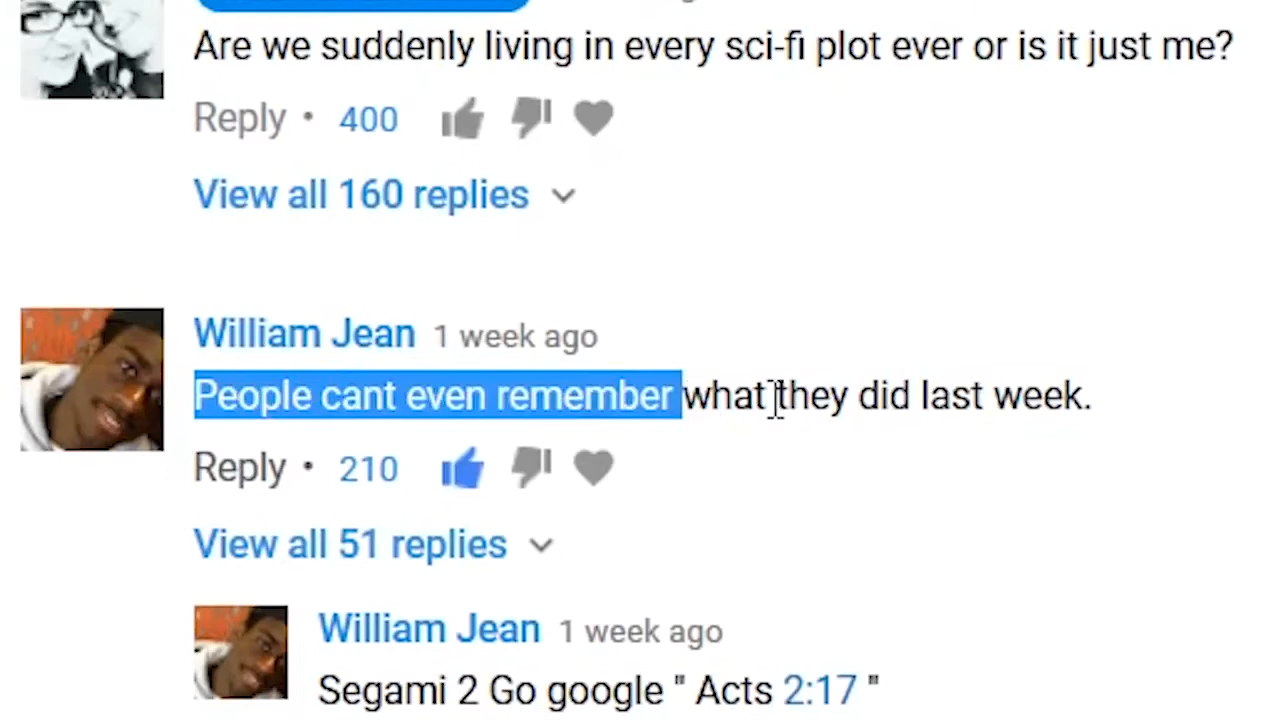 Are we suddenly living in every sci-fi plot ever or is it just me?
Reply • 400
View all 160 replies
William Jean 1 week ago
People cant even remember what they did last week.
Reply • 210
View all 51 replies
William Jean 1 week ago
Segami 2 Go google " Acts 2:17 "